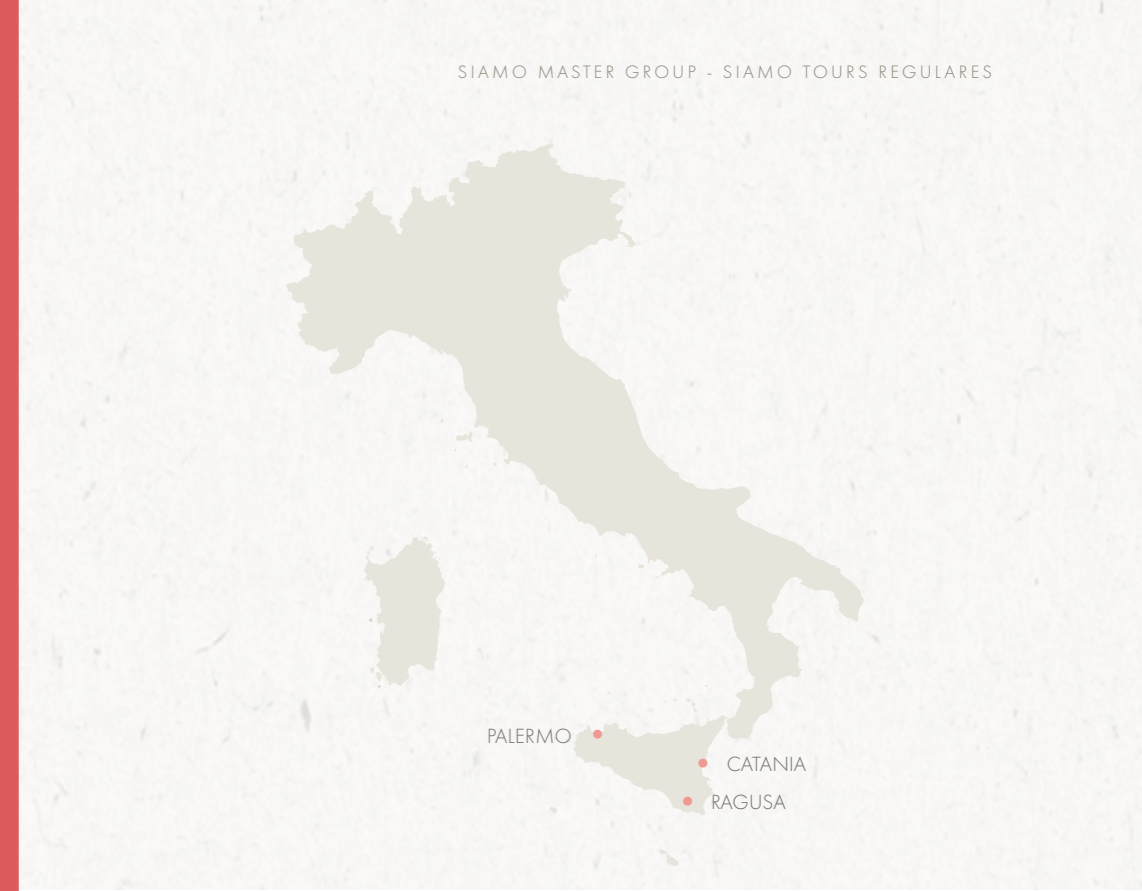 SIAMO MASTER GROUP - SIAMO TOURS REGULARES
PALERMO
CATANIA
RAGUSA